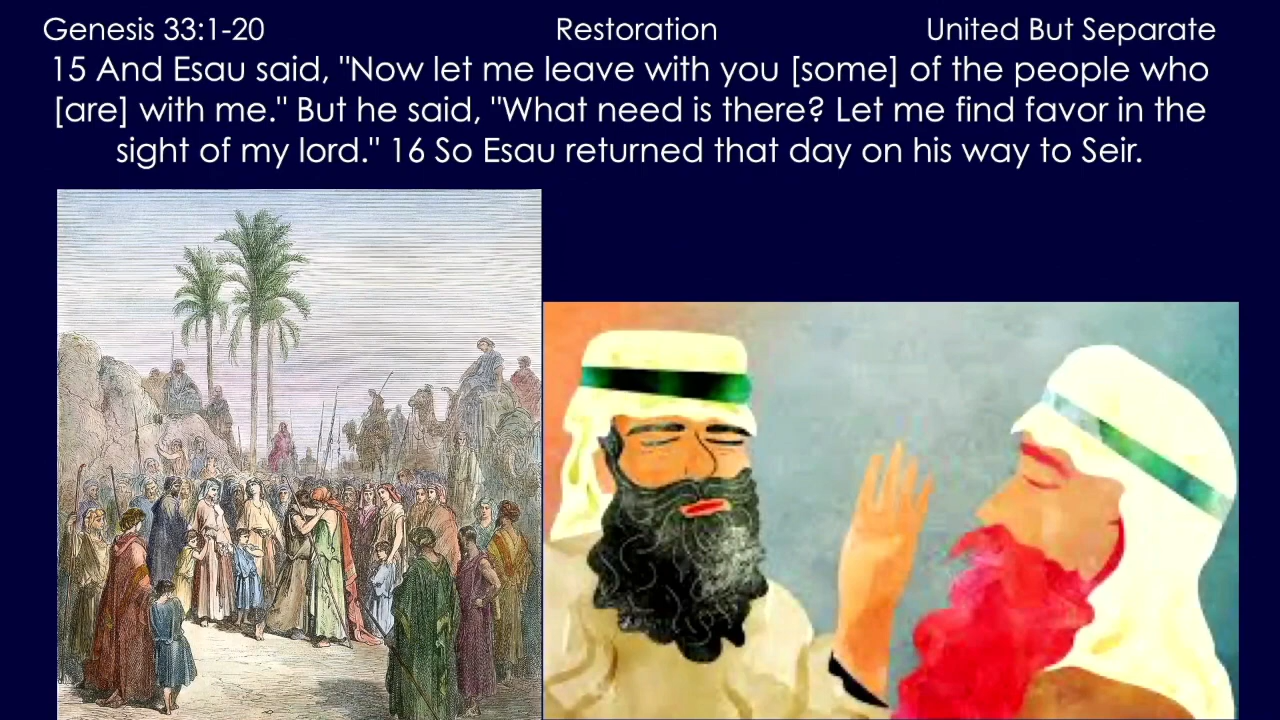 Genesis 33:1-20 Restoration United But Separate
15 And Esau said, "Now let me leave with you [some] of the people who
[are] with me." But he said, "What need is there? Let me find favor in the
sight of my lord." 16 So Esau returned that day on his way to Seir.